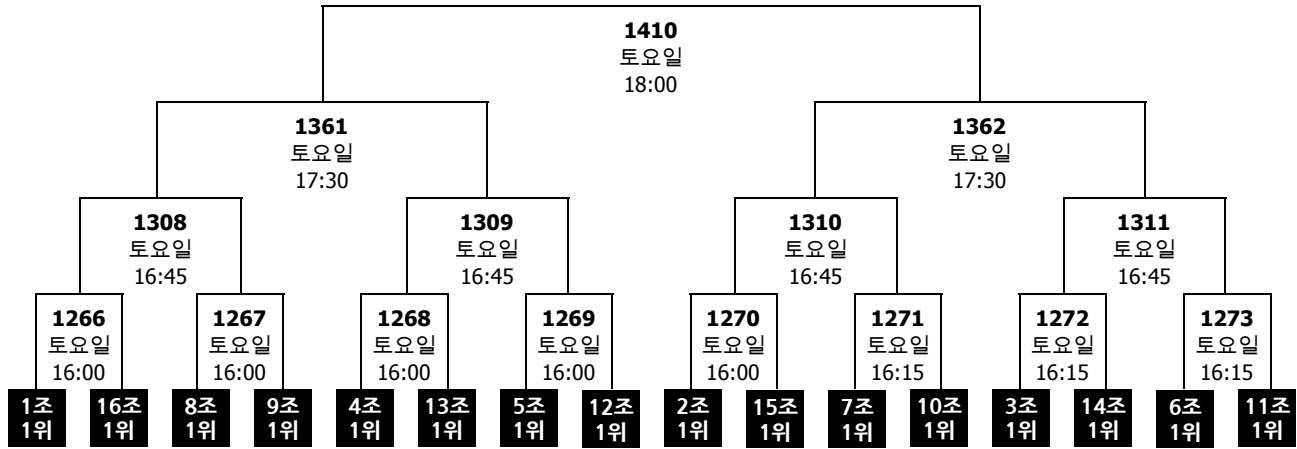 1410
토요일
18:00
1361
토요일
17:30
1362
토요일
17:30
1308
토요일
16:45
1309
토요일
16:45
1310
토요일
16:45
1311
토요일
16:45
1266
토요일
16:00
1267
토요일
16:00
1268
토요일
16:00
1269
토요일
16:00
1270
토요일
16:00
1271
토요일
16:15
1272
토요일
16:15
1273
토요일
16:15
1조
1위
16조
1위
8조
1위
9조
1위
4조
1위
13조
1위
5조
1위
12조
1위
2조
1위
15조
1위
7조
1위
10조
1위
3조
1위
14조
1위
6조
1위
11조
1위